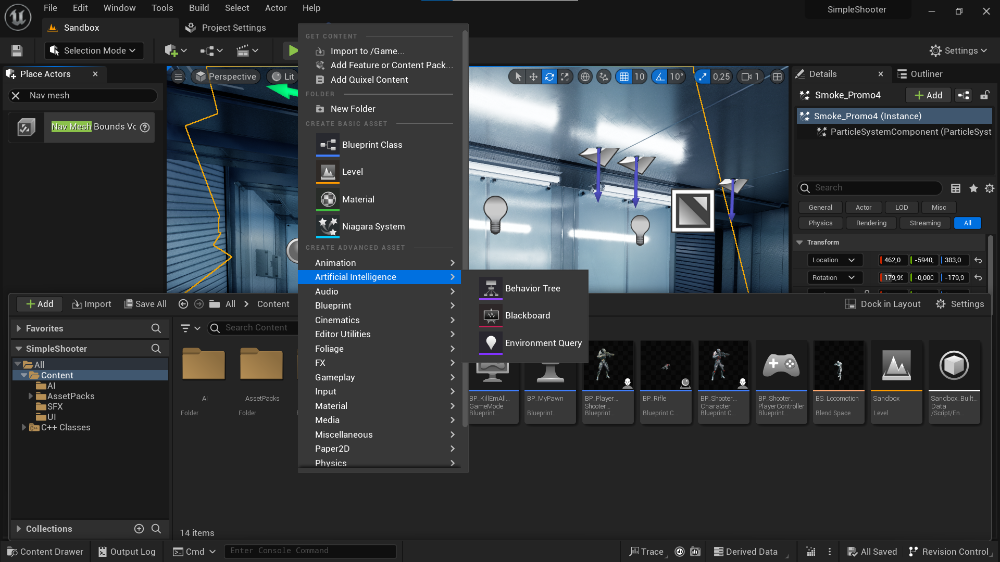 File Edit Window Tools Build Select Actor Help
SimpleShooter
Sandbox
Project Settings
Selection Mode
Settings
Place Actors
Nav mesh
Nav Mesh Bounds Vo
Perspective
Lit
10
10°
0,25
1
GET CONTENT
Import to /Game...
Add Feature or Content Pack...
Add Quixel Content
FOLDER
New Folder
CREATE BASIC ASSET
Blueprint Class
Level
Material
Niagara System
CREATE ADVANCED ASSET
Animation
Artificial Intelligence
Audio
Blueprint
Cinematics
Editor Utilities
Foliage
FX
Gameplay
Input
Material
Media
Miscellaneous
Paper2D
Physics
Behavior Tree
Blackboard
Environment Query
Details
Outliner
Smoke_Promo4
Add
Smoke_Promo4 (Instance)
ParticleSystemComponent (ParticleSyst
Search
General Actor LOD Misc
Physics Rendering Streaming All
Transform
Location 462,0 -5940, 383,0
Rotation 179,99 -0,000 -179,9
Add Import Save All All Content
Dock in Layout Settings
Favorites
SimpleShooter
All
Content
AI
AssetPacks
SFX
UI
C++ Classes
Collections
Search Content
AI
Folder
AssetPacks
Folder
BP_KillEmAll...
GameMode
Blueprint...
BP_MyPawn
Blueprint...
BP_Player...
Shooter...
Blueprint...
BP_Rifle
Blueprint C...
BP_Shooter...
Character
Blueprint C...
BP_Shooter...
PlayerController
Blueprint...
BS_Locomotion
Blend Space
Sandbox
Level
Sandbox_Built...
Data
/Script/En...
14 items
Content Drawer Output Log Cmd Enter Console Command
Trace Derived Data All Saved Revision Control